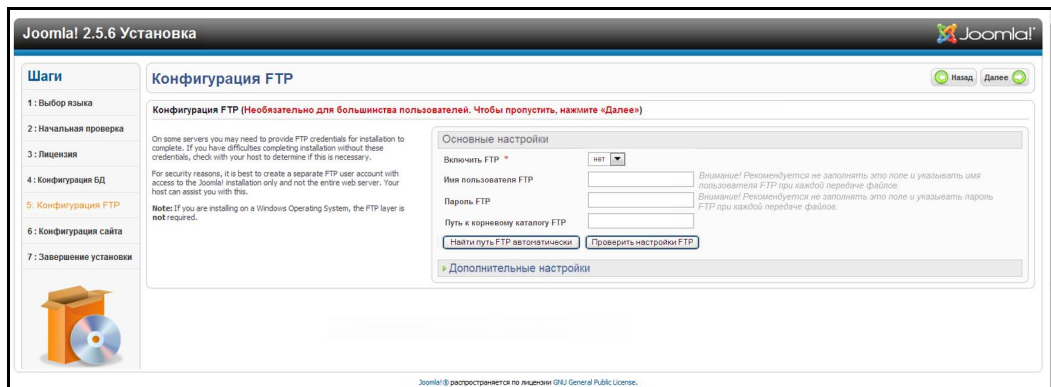 Joomla! 2.5.6 Установка
Joomla!®
Шаги
1 : Выбор языка
2 : Начальная проверка
3 : Лицензия
4 : Конфигурация БД
5: Конфигурация FTP
6 : Конфигурация сайта
7 : Завершение установки
Конфигурация FTP
Назад
Далее
Конфигурация FTP (Необязательно для большинства пользователей. Чтобы пропустить, нажмите «Далее»)
On some servers you may need to provide FTP credentials for installation to
complete. If you have difficulties completing installation without these
credentials, check with your host to determine if this is necessary.
For security reasons, it is best to create a separate FTP user account with
access to the Joomla! installation only and not the entire web server. Your
host can assist you with this.
Note: If you are installing on a Windows Operating System, the FTP layer is
not required.
Основные настройки
Включить FTP *
нет
Имя пользователя FTP
Внимание! Рекомендуется не заполнять это поле и указывать имя
пользователя FTP при каждой передаче файлов.
Пароль FTP
Внимание! Рекомендуется не заполнять это поле и указывать пароль
FTP при каждой передаче файлов.
Путь к корневому каталогу FTP
Найти путь FTP автоматически
Проверить настройки FTP
Дополнительные настройки
Joomla! ® распространяется по лицензии GNU General Public License.